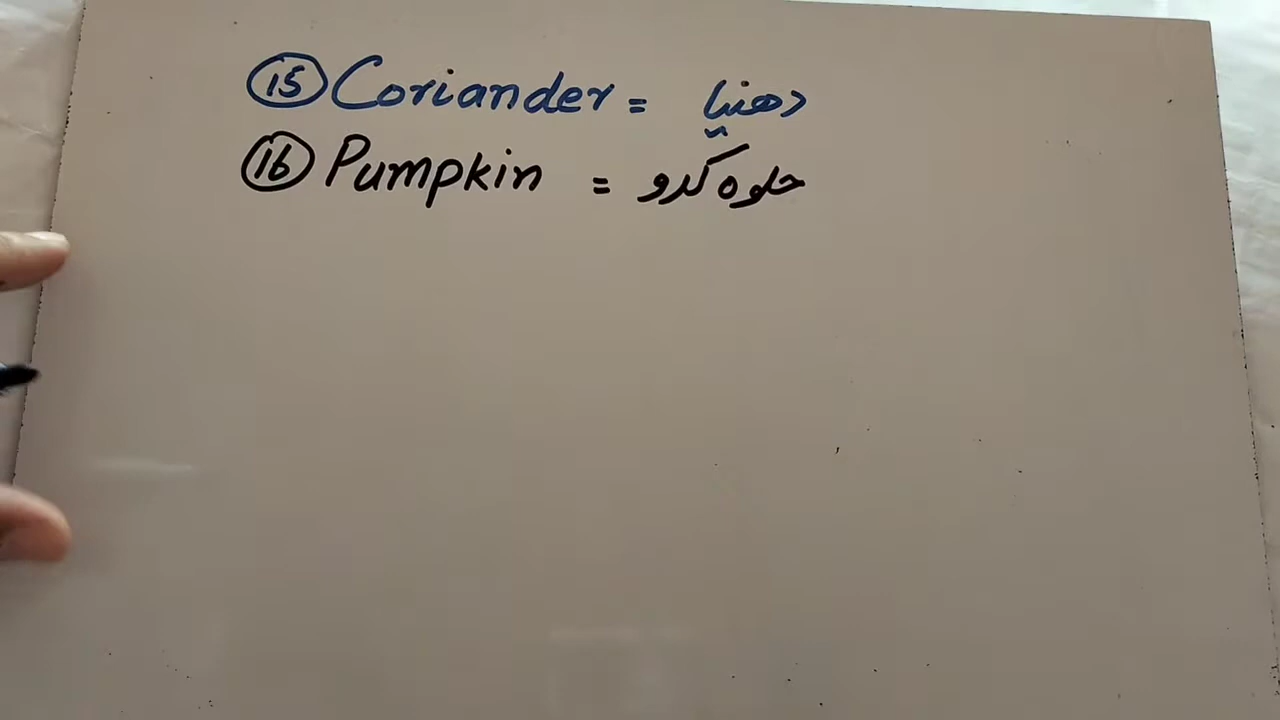 15 Coriander = دھنیا
16 Pumpkin = حلوہ کدو